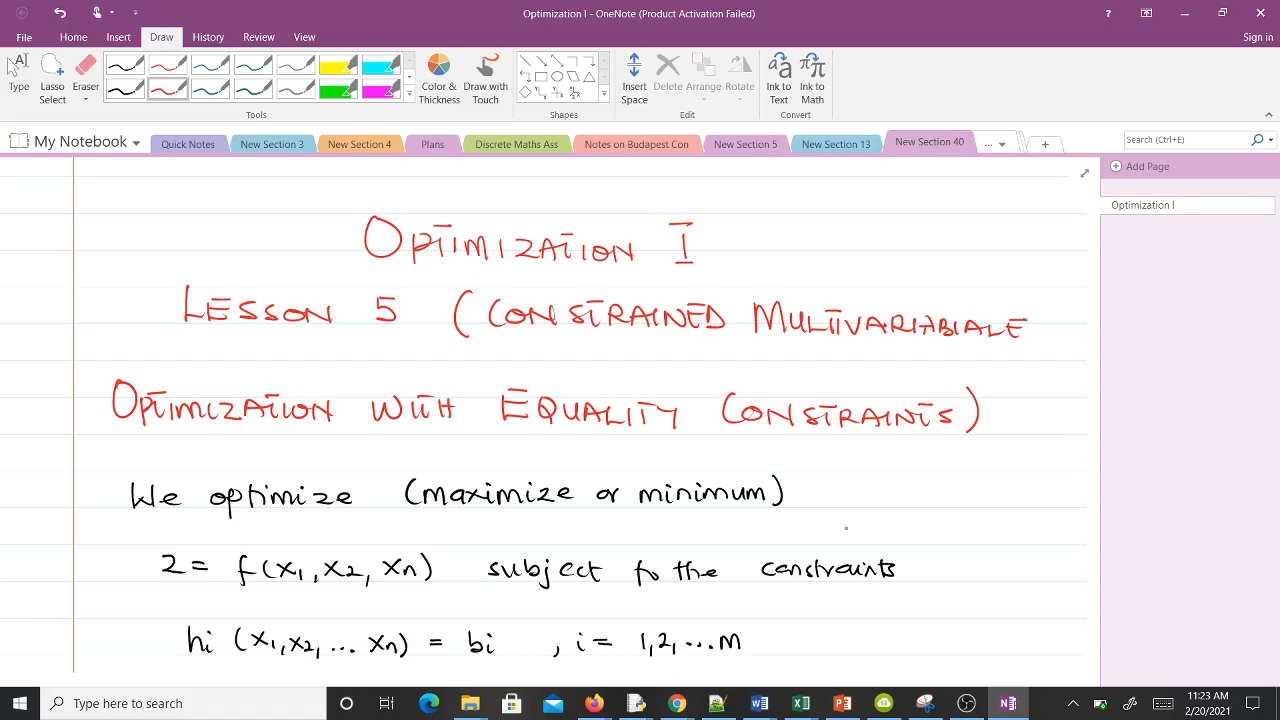 Optimization I - OneNote (Product Activation Failed)
File Home Insert Draw History Review View
Type Lasso Select Eraser Color & Thickness Draw with Touch Insert Space Delete Arrange Rotate Ink to Text Ink to Math
Tools Shapes Edit Convert
My Notebook Quick Notes New Section 3 New Section 4 Plans Discrete Maths Ass Notes on Budapest Con New Section 5 New Section 13 New Section 40 ... Search (Ctrl+E)
Add Page
Optimization I
OPTIMIZATION I
LESSON 5 (CONSTRAINED MULTIVARIABIALE
OPTIMIZATION WITH EQUALITY CONSTRAINTS)
We optimize (maximize or minimum)
Z = f(x1, x2, xn) subject to the constraints
hi (x1, x2, ... xn) = bi , i = 1,2,...m
Type here to search
11:23 AM
2/20/2021